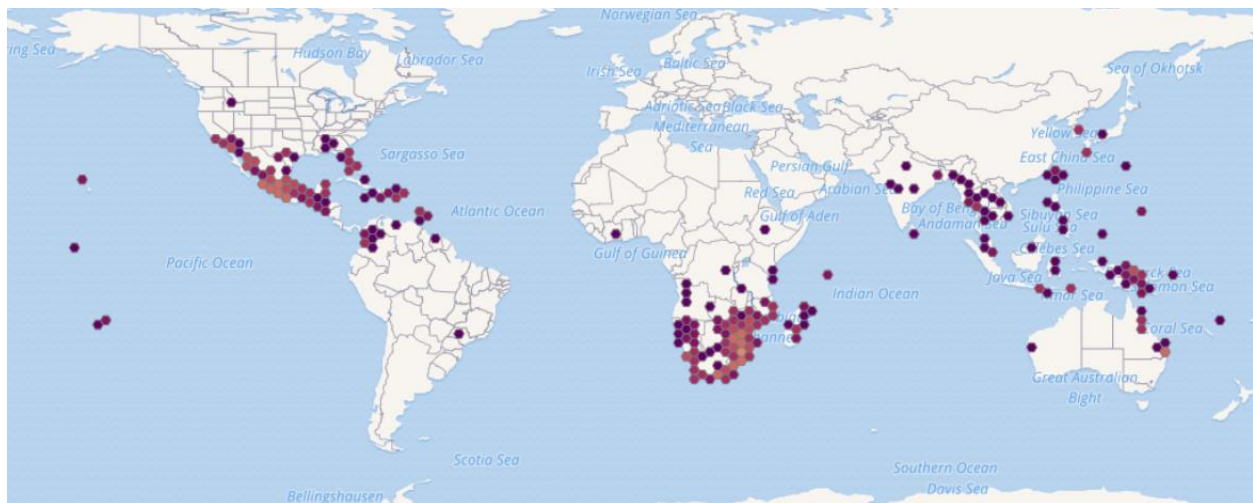 Norwegian Sea
ring Sea
Hudson Bay
Labrador Sea
Irish Sea
Baltic Sea
Sea of Okhotsk
Adriatic Sea
Black Sea
Mediterranean
Sea
Yellow Sea
Sargasso Sea
East China Sea
Persian Gulf
Red Sea
Arabian Sea
Philippine Sea
Atlantic Ocean
Bay of Beng
Gulf of Aden
Andaman Sea
Sibuyan Sea
Sulu Sea
Gulf of Guinea
Celebes Sea
Pacific Ocean
Java Sea
Indian Ocean
Coral Sea
Great Australian
Bight
Scotia Sea
Southern Ocean
Davis Sea
Bellingshausen